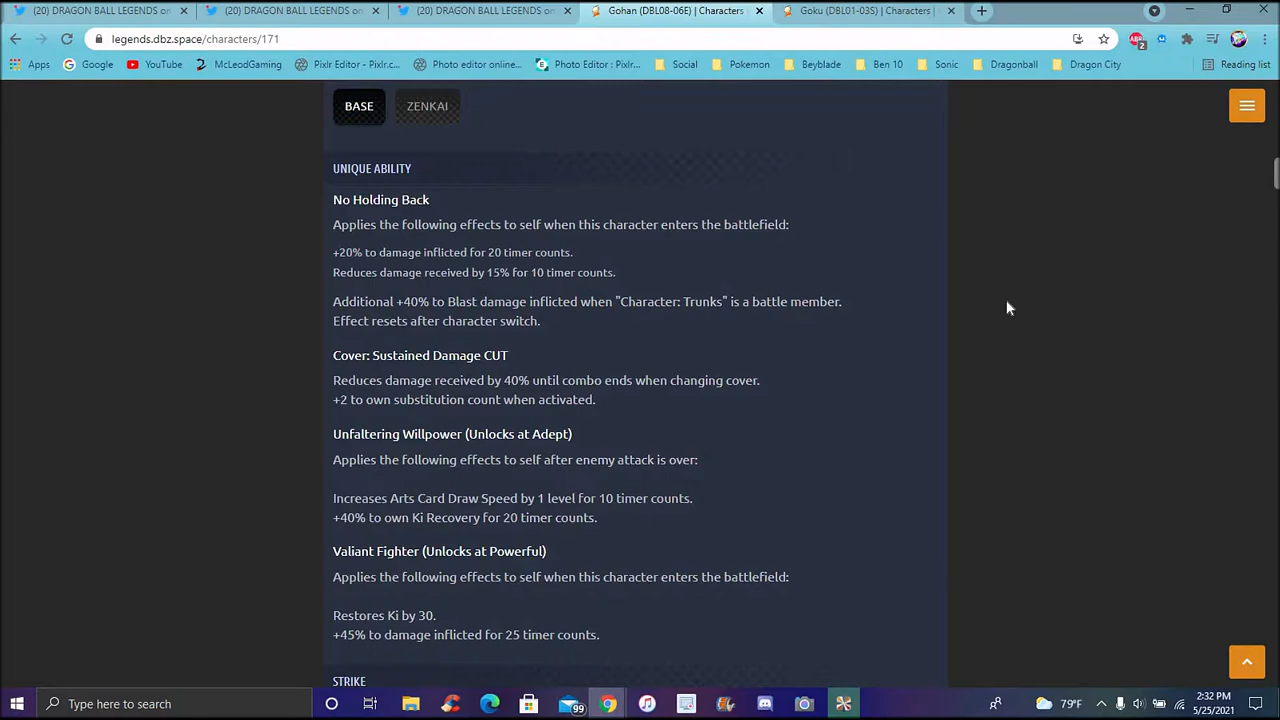 (20) DRAGON BALL LEGENDS on
(20) DRAGON BALL LEGENDS on
(20) DRAGON BALL LEGENDS on
Gohan (DBL08-06E) | Characters
Goku (DBL01-03S) | Characters |
legends.dbz.space/characters/171
ABP
2
Apps
Google
YouTube
McLeodGaming
Pixlr Editor - Pixlr.c...
Photo editor online...
Photo Editor : Pixlr...
Social
Pokemon
Beyblade
Ben 10
Sonic
Dragonball
Dragon City
Reading list
BASE
ZENKAI
UNIQUE ABILITY
No Holding Back
Applies the following effects to self when this character enters the battlefield:
+20% to damage inflicted for 20 timer counts.
Reduces damage received by 15% for 10 timer counts.
Additional +40% to Blast damage inflicted when "Character: Trunks" is a battle member.
Effect resets after character switch.
Cover: Sustained Damage CUT
Reduces damage received by 40% until combo ends when changing cover.
+2 to own substitution count when activated.
Unfaltering Willpower (Unlocks at Adept)
Applies the following effects to self after enemy attack is over:
Increases Arts Card Draw Speed by 1 level for 10 timer counts.
+40% to own Ki Recovery for 20 timer counts.
Valiant Fighter (Unlocks at Powerful)
Applies the following effects to self when this character enters the battlefield:
Restores Ki by 30.
+45% to damage inflicted for 25 timer counts.
STRIKE
Type here to search
99
79°F
2:32 PM
5/25/2021